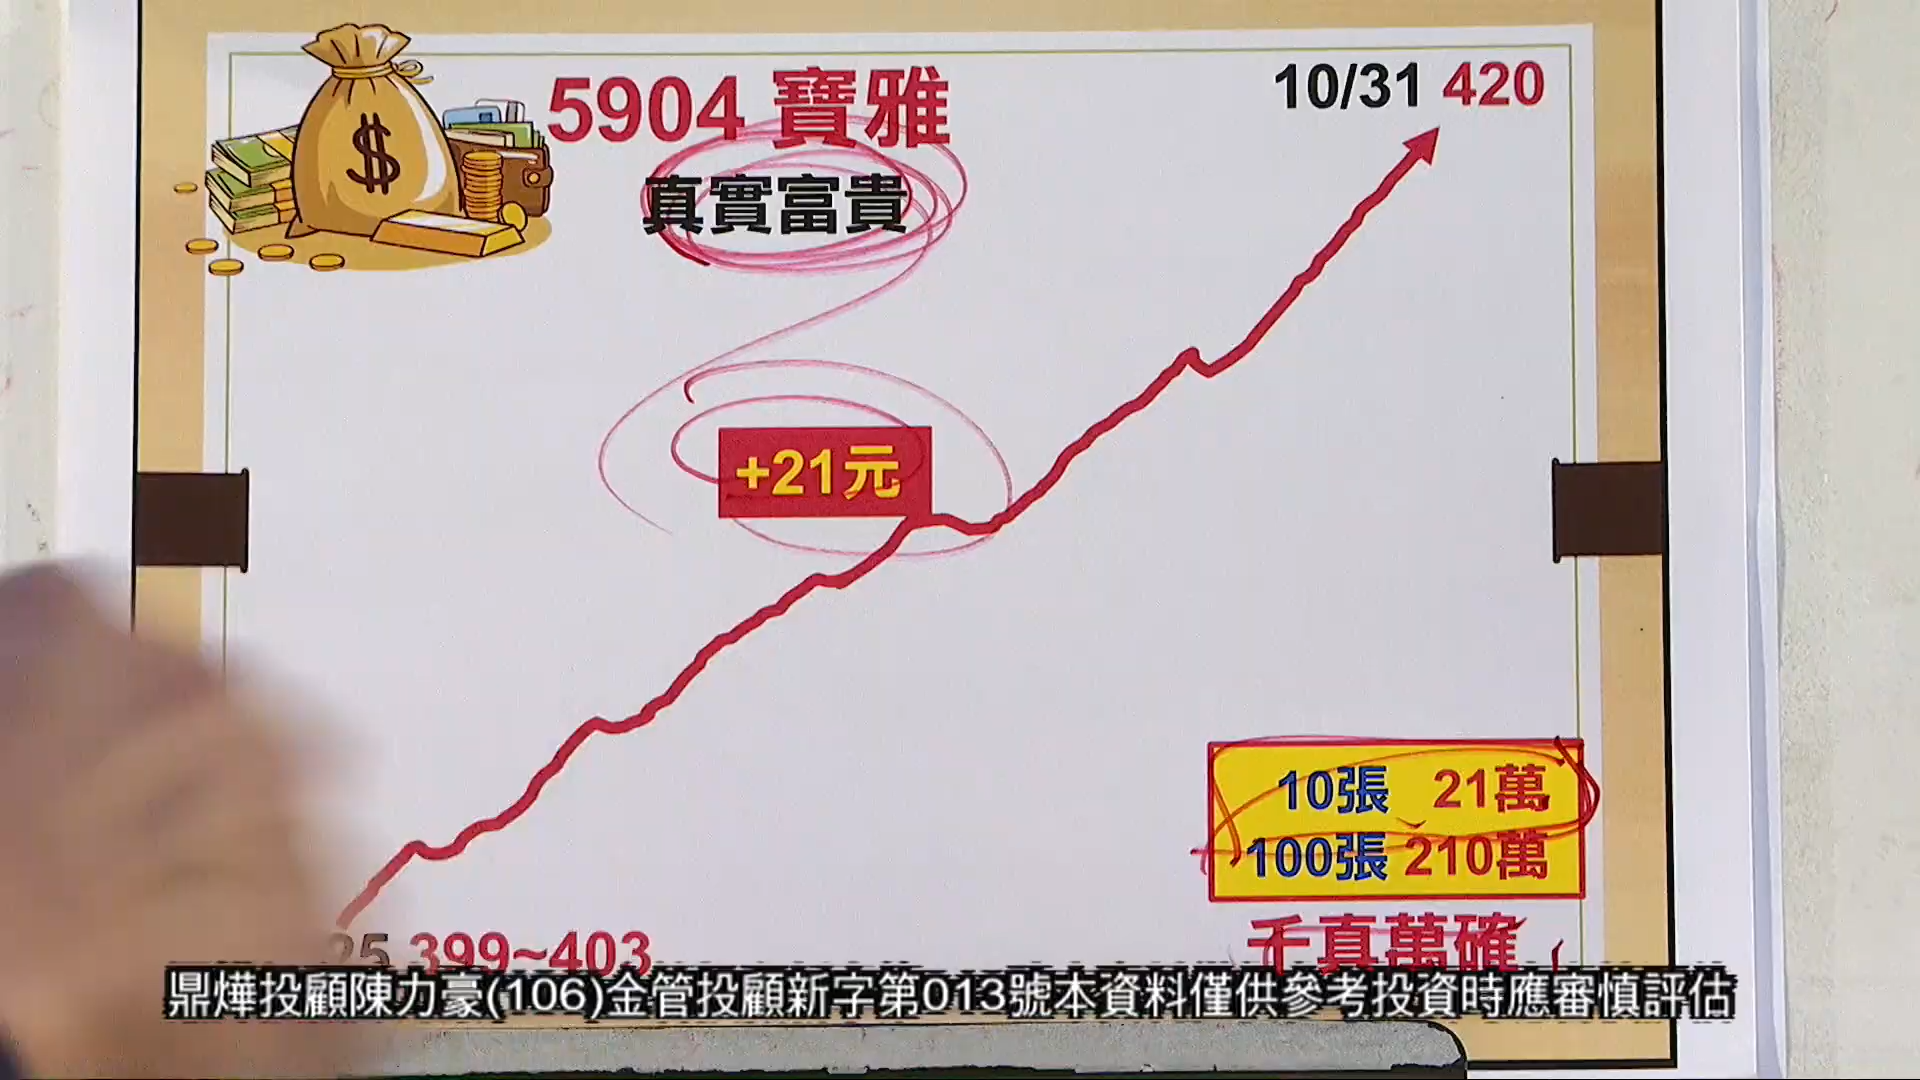 5904 寶雅
10/31 420
真實富貴
$
+21元
10張 21萬
100張 210萬
25 399~403
千真萬確
鼎燁投顧陳力豪(106)金管投顧新字第013號本資料僅供參考投資時應審慎評估